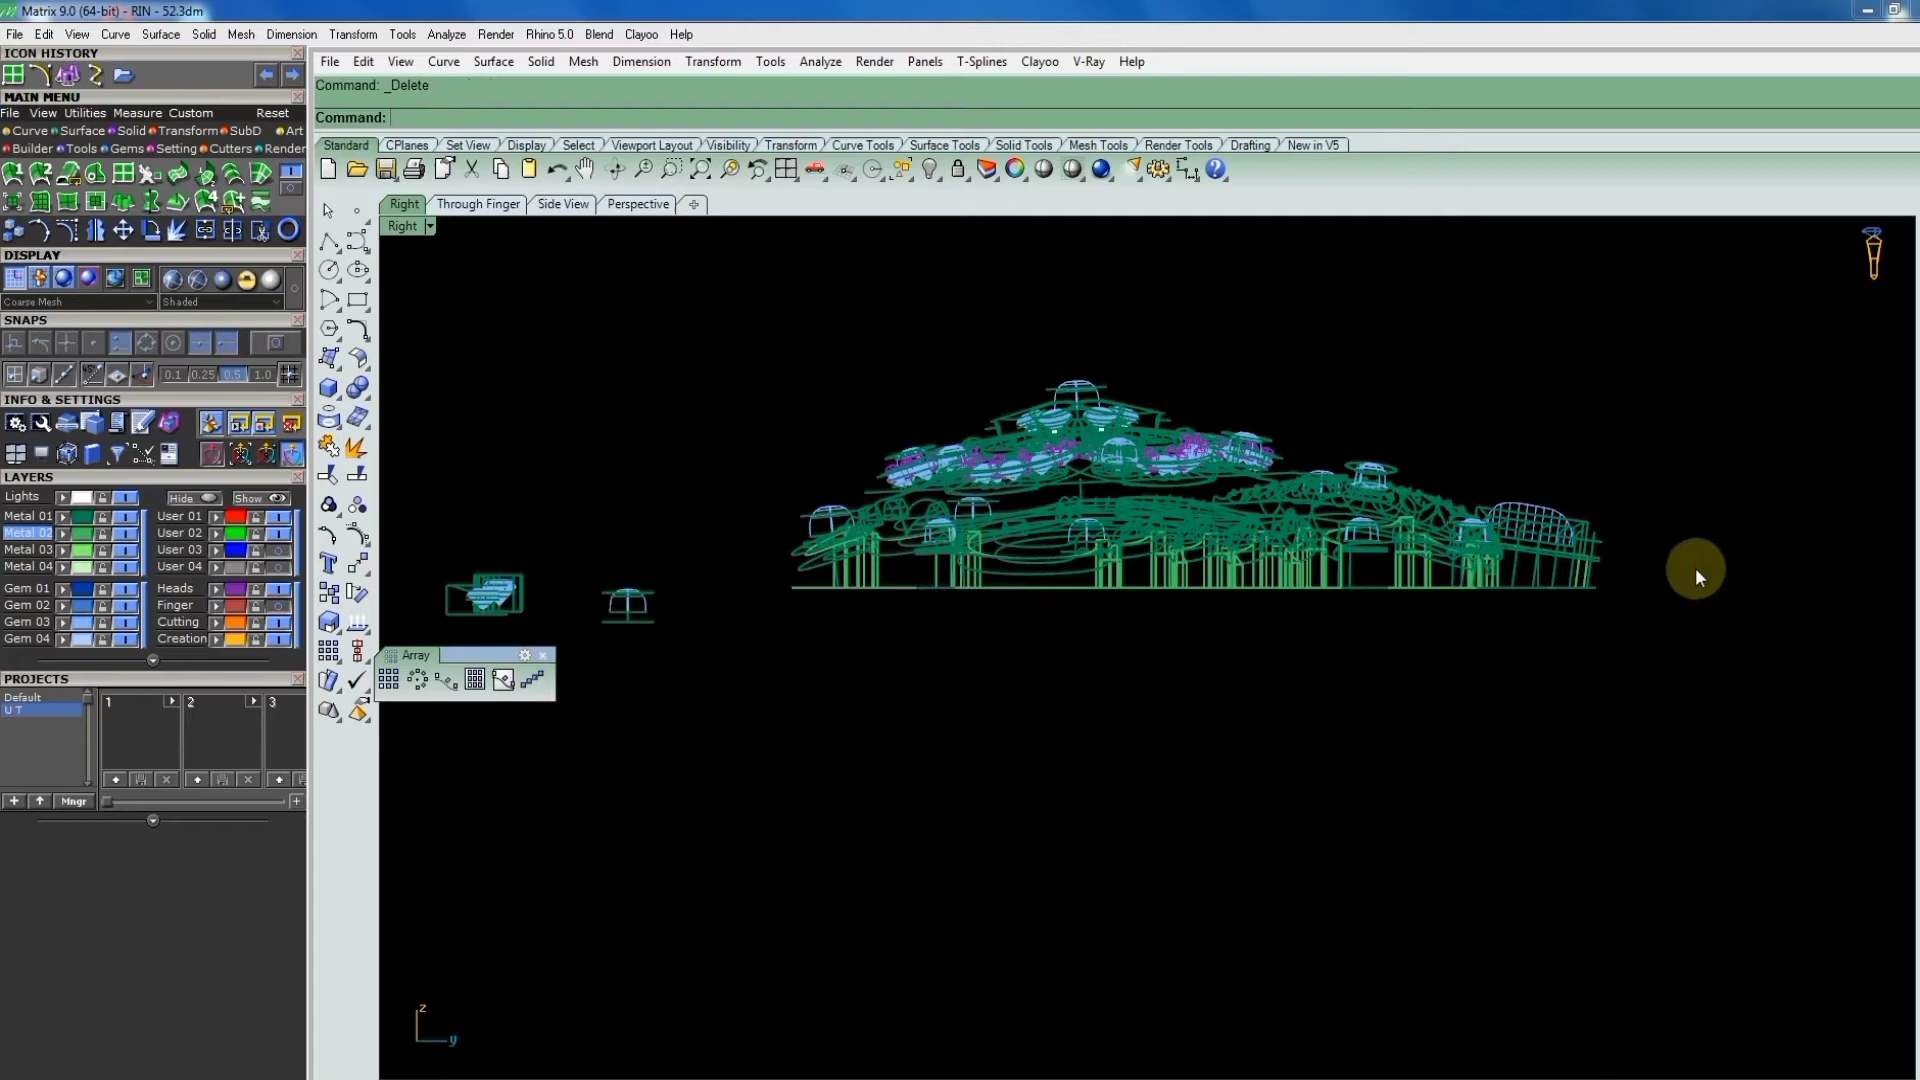 Matrix 9.0 (64-bit) - RIN - 52.3dm
File Edit View Curve Surface Solid Mesh Dimension Transform Tools Analyze Render Rhino 5.0 Blend Clayoo Help
ICON HISTORY
MAIN MENU
File View Utilities Measure Custom Reset
Curve Surface Solid Transform SubD Art
Builder Tools Gems Setting Cutters Render
DISPLAY
Coarse Mesh Shaded
SNAPS
0.1 0.25 0.5 1.0
INFO & SETTINGS
LAYERS
Lights Hide Show
Metal 01 User 01
Metal 02 User 02
Metal 03 User 03
Metal 04 User 04
Gem 01 Heads
Gem 02 Finger
Gem 03 Cutting
Gem 04 Creation
PROJECTS
Default
U T
1 2 3
Mngr
File Edit View Curve Surface Solid Mesh Dimension Transform Tools Analyze Render Panels T-Splines Clayoo V-Ray Help
Command: _Delete
Command:
Standard CPlanes Set View Display Select Viewport Layout Visibility Transform Curve Tools Surface Tools Solid Tools Mesh Tools Render Tools Drafting New in V5
Right Through Finger Side View Perspective
Right
Array
z
y